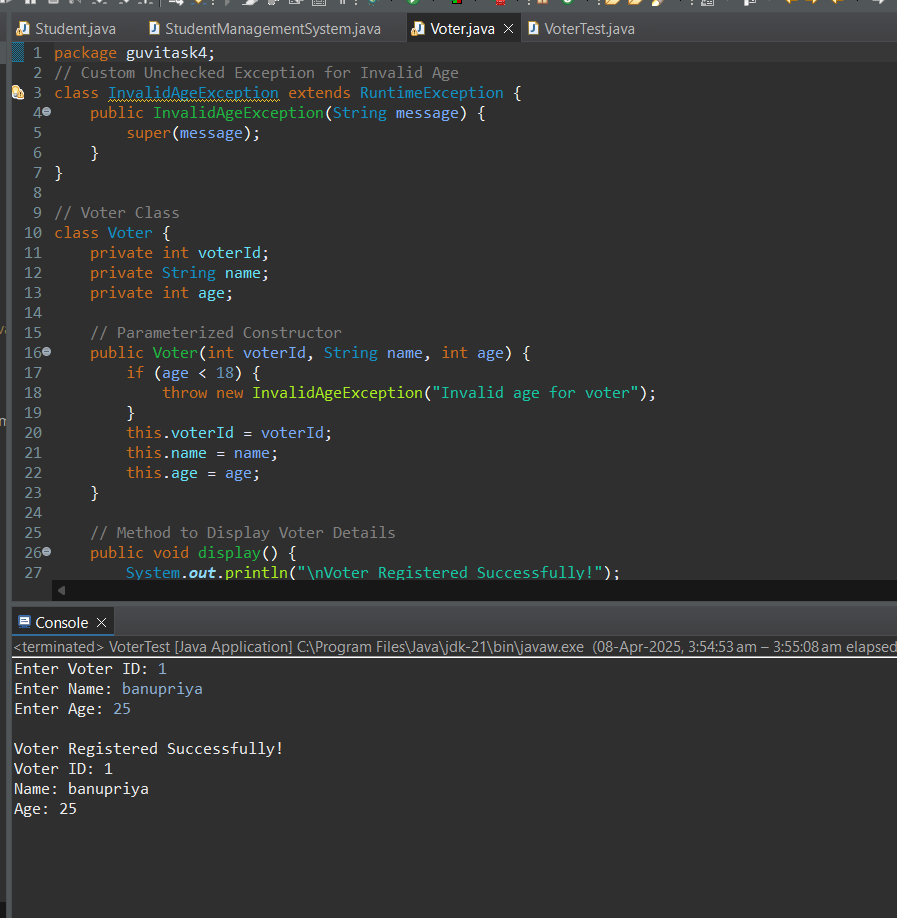 Student.java StudentManagementSystem.java Voter.java VoterTest.java
1 package guvitask4;
2 // Custom Unchecked Exception for Invalid Age
3 class InvalidAgeException extends RuntimeException {
4 public InvalidAgeException(String message) {
5 super(message);
6 }
7 }
8
9 // Voter Class
10 class Voter {
11 private int voterId;
12 private String name;
13 private int age;
14
15 // Parameterized Constructor
16 public Voter(int voterId, String name, int age) {
17 if (age < 18) {
18 throw new InvalidAgeException("Invalid age for voter");
19 }
20 this.voterId = voterId;
21 this.name = name;
22 this.age = age;
23 }
24
25 // Method to Display Voter Details
26 public void display() {
27 System.out.println("\nVoter Registered Successfully!");
Console
<terminated> VoterTest [Java Application] C:\Program Files\Java\jdk-21\bin\javaw.exe (08-Apr-2025, 3:54:53 am – 3:55:08 am elapsed
Enter Voter ID: 1
Enter Name: banupriya
Enter Age: 25
Voter Registered Successfully!
Voter ID: 1
Name: banupriya
Age: 25